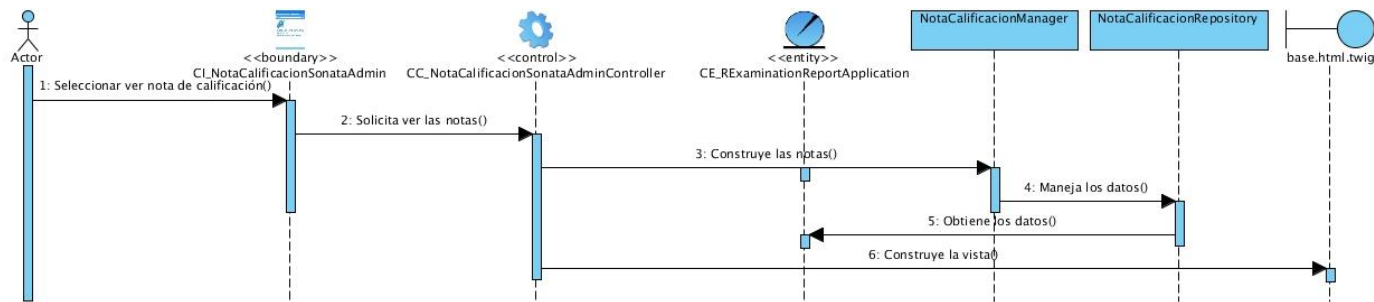 Actor
<<boundary>>
CI_NotaCalificacionSonataAdmin
<<control>>
CC_NotaCalificacionSonataAdminController
<<entity>>
CE_RExaminationReportApplication
NotaCalificacionManager
NotaCalificacionRepository
base.html.twig
1: Seleccionar ver nota de calificación()
2: Solicita ver las notas()
3: Construye las notas()
4: Maneja los datos()
5: Obtiene los datos()
6: Construye la vista()